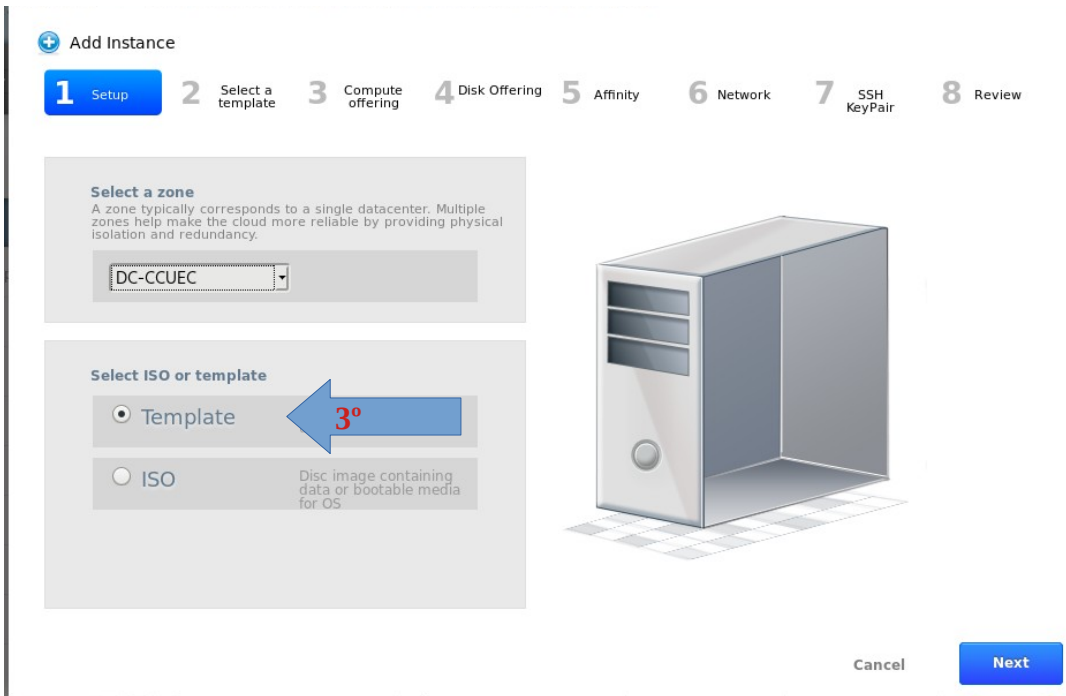 Add Instance
1 Setup
2 Select a
template
3 Compute
offering
4 Disk Offering
5 Affinity
6 Network
7 SSH
KeyPair
8 Review
Select a zone
A zone typically corresponds to a single datacenter. Multiple
zones help make the cloud more reliable by providing physical
isolation and redundancy.
DC-CCUEC
Select ISO or template
Template
3º
ISO
Disc image containing
data or bootable media
for OS
Cancel
Next